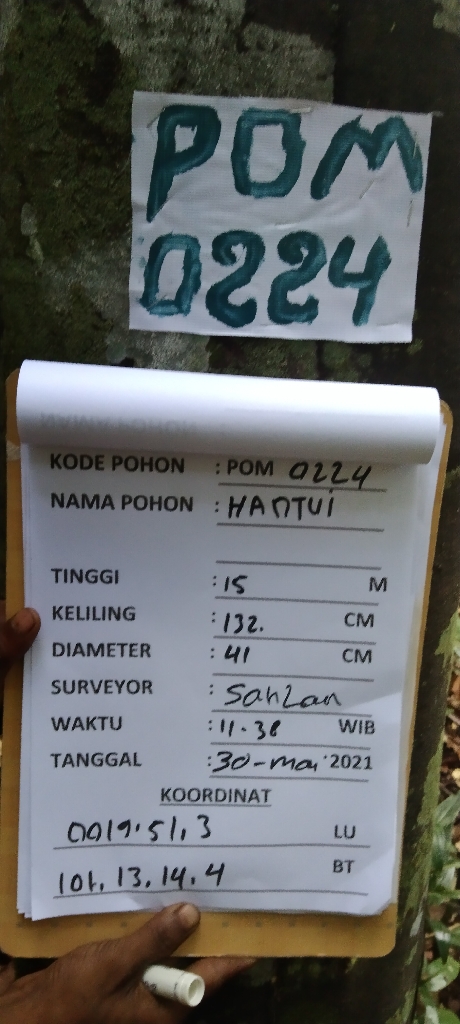 POM
0224
KODE POHON : POM 0224
NAMA POHON : HANTUI
TINGGI : 15 M
KELILING : 132. CM
DIAMETER : 41 CM
SURVEYOR : Sahlan
WAKTU : 11.38 WIB
TANGGAL : 30-mai 2021
KOORDINAT
0019.51.3 LU
101.13.14.4 BT